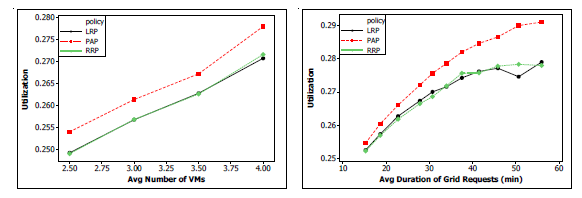 0.280
0.275
0.270
0.265
0.260
0.255
0.250
Utilization
policy
LRP
PAP
RRP
2.50 2.75 3.00 3.25 3.50 3.75 4.00
Avg Number of VMs
0.29
0.28
0.27
0.26
0.25
Utilization
policy
LRP
PAP
RRP
10 20 30 40 50 60
Avg Duration of Grid Requests (min)